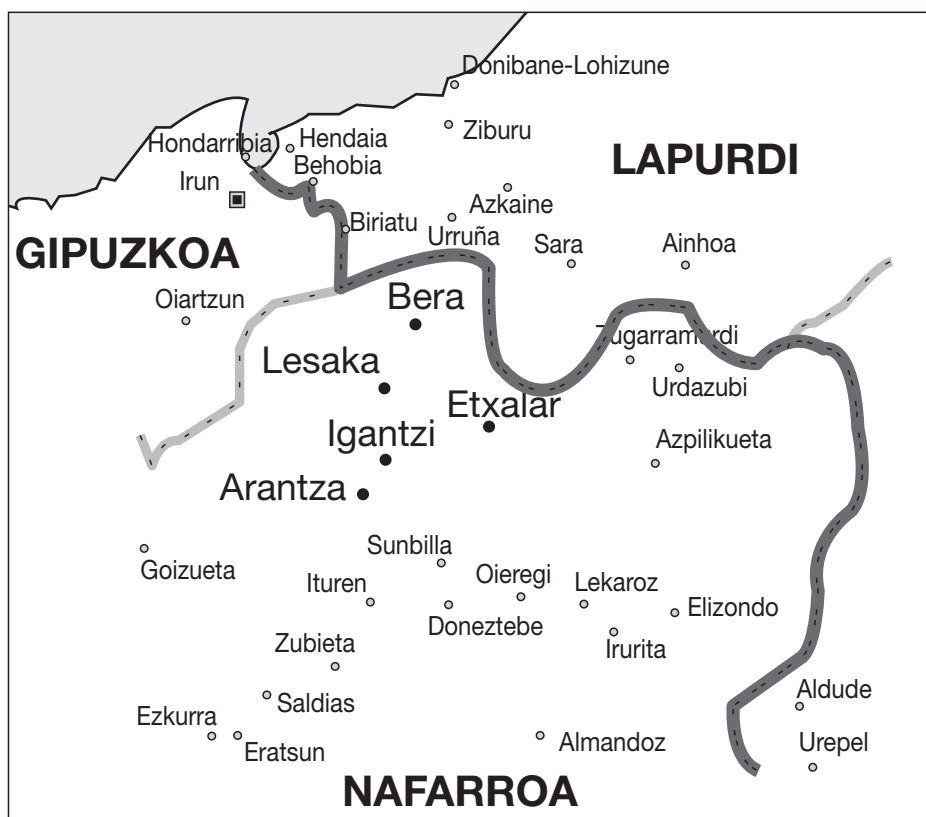 Donibane-Lohizune
Ziburu
Hondarribia
Hendaia
Behobia
LAPURDI
Irun
Azkaine
Biriatu
Urruña
Sara
Ainhoa
GIPUZKOA
Oiartzun
Bera
Zugarramurdi
Lesaka
Urdazubi
Etxalar
Igantzi
Azpilikueta
Arantza
Sunbilla
Goizueta
Ituren
Oieregi
Lekaroz
Elizondo
Doneztebe
Irurita
Zubieta
Saldias
Aldude
Ezkurra
Eratsun
Almandoz
Urepel
NAFARROA